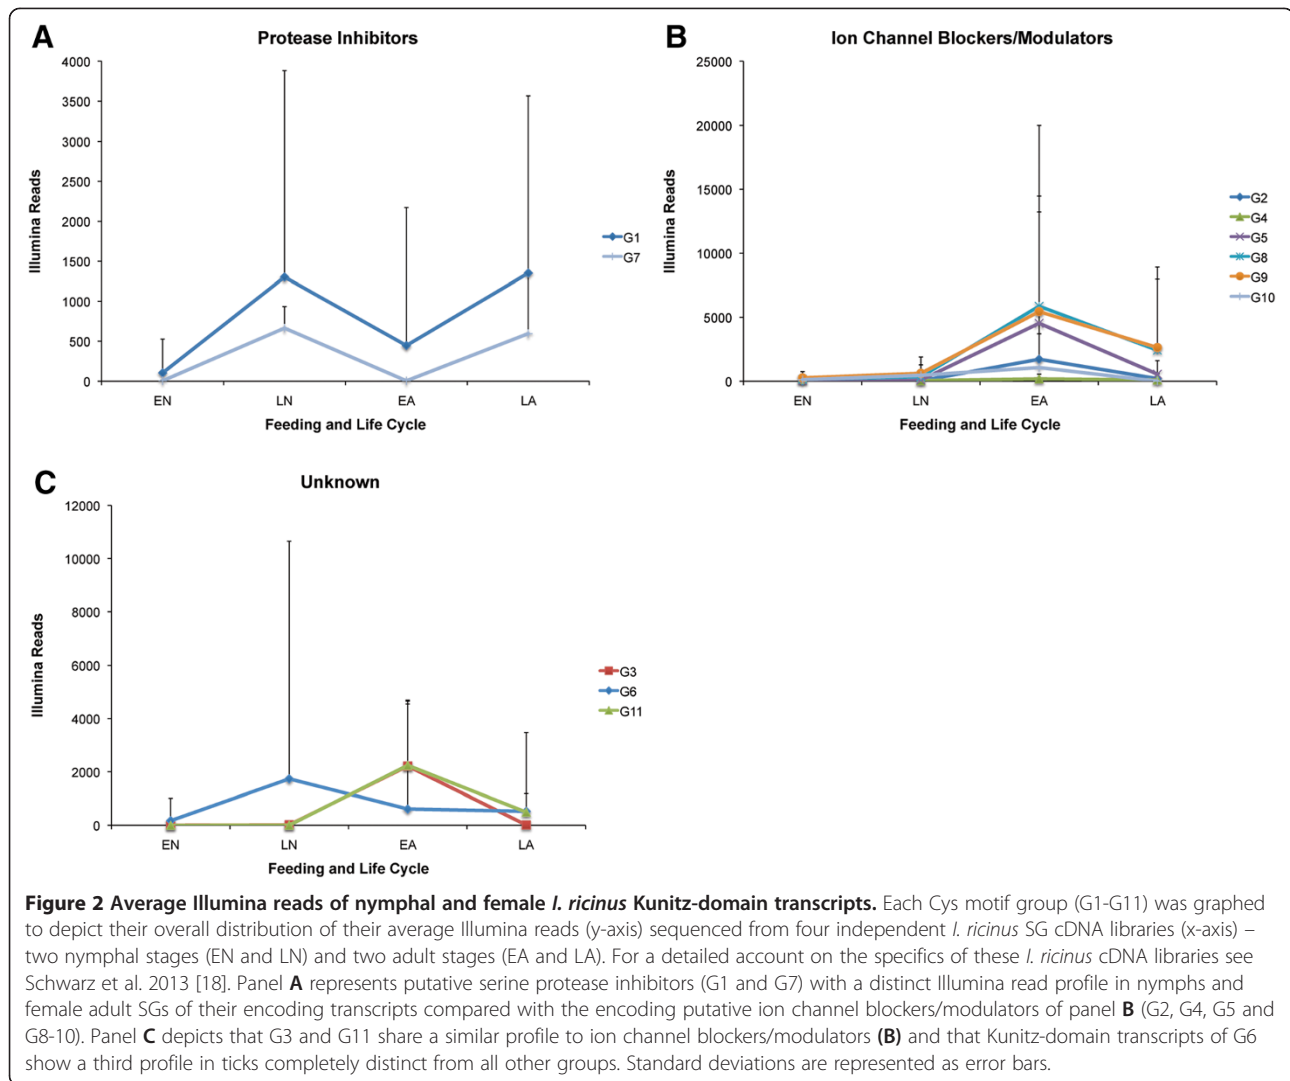 A
Protease Inhibitors
4000
3500
3000
2500
2000
1500
1000
500
0
Illumina Reads
EN
LN
EA
LA
Feeding and Life Cycle
G1
G7
B
Ion Channel Blockers/Modulators
25000
20000
15000
10000
5000
0
Illumina Reads
EN
LN
EA
LA
Feeding and Life Cycle
G2
G4
G5
G8
G9
G10
C
Unknown
12000
10000
8000
6000
4000
2000
0
Illumina Reads
EN
LN
EA
LA
Feeding and Life Cycle
G3
G6
G11
Figure 2 Average Illumina reads of nymphal and female I. ricinus Kunitz-domain transcripts. Each Cys motif group (G1-G11) was graphed
to depict their overall distribution of their average Illumina reads (y-axis) sequenced from four independent I. ricinus SG cDNA libraries (x-axis) –
two nymphal stages (EN and LN) and two adult stages (EA and LA). For a detailed account on the specifics of these I. ricinus cDNA libraries see
Schwarz et al. 2013 [18]. Panel A represents putative serine protease inhibitors (G1 and G7) with a distinct Illumina read profile in nymphs and
female adult SGs of their encoding transcripts compared with the encoding putative ion channel blockers/modulators of panel B (G2, G4, G5 and
G8-10). Panel C depicts that G3 and G11 share a similar profile to ion channel blockers/modulators (B) and that Kunitz-domain transcripts of G6
show a third profile in ticks completely distinct from all other groups. Standard deviations are represented as error bars.